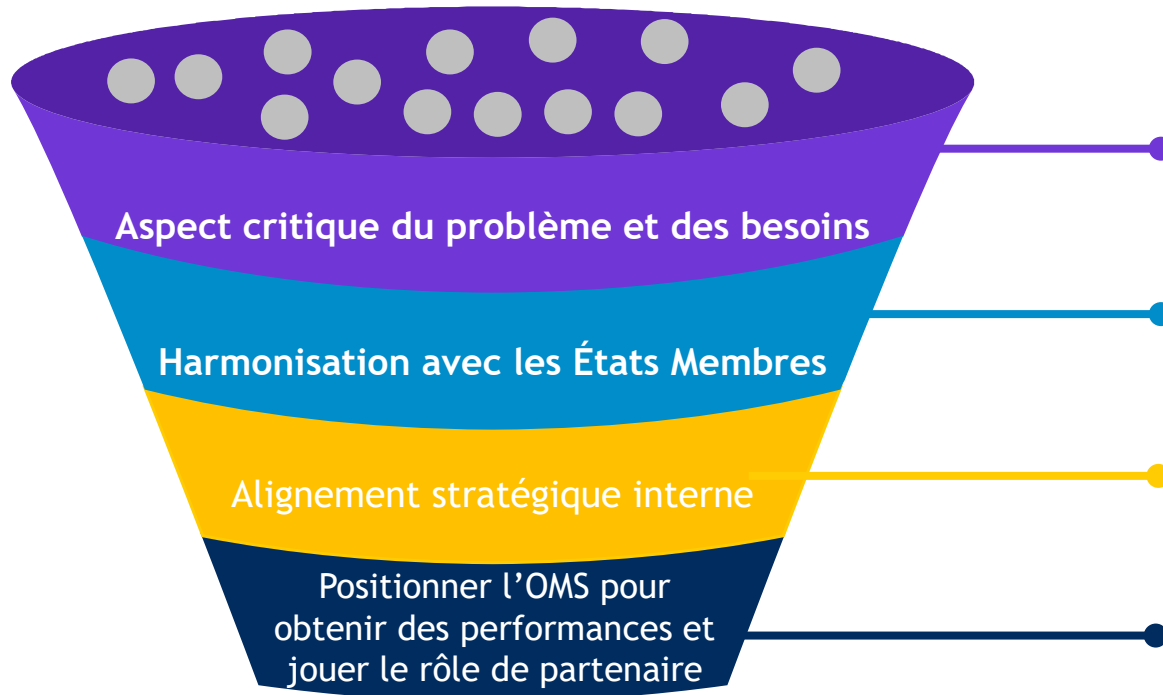 Aspect critique du problème et des besoins
Harmonisation avec les États Membres
Alignement stratégique interne
Positionner l’OMS pour
obtenir des performances et
jouer le rôle de partenaire